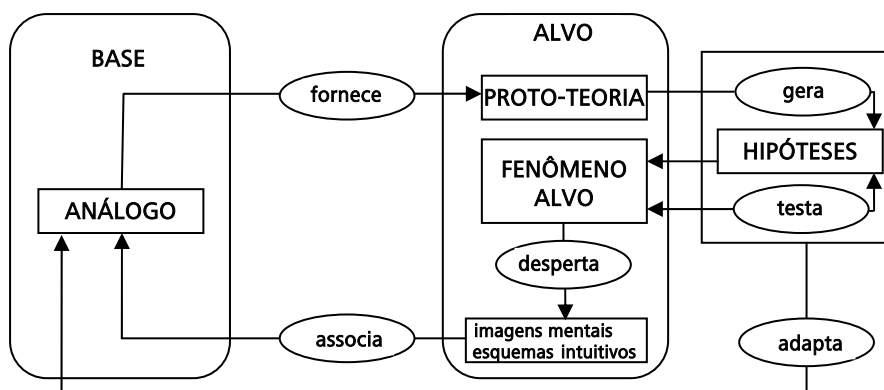 BASE
ALVO
fornece
PROTO-TEORIA
gera
HIPÓTESES
FENÔMENO
ALVO
ANÁLOGO
testa
desperta
associa
imagens mentais
esquemas intuitivos
adapta